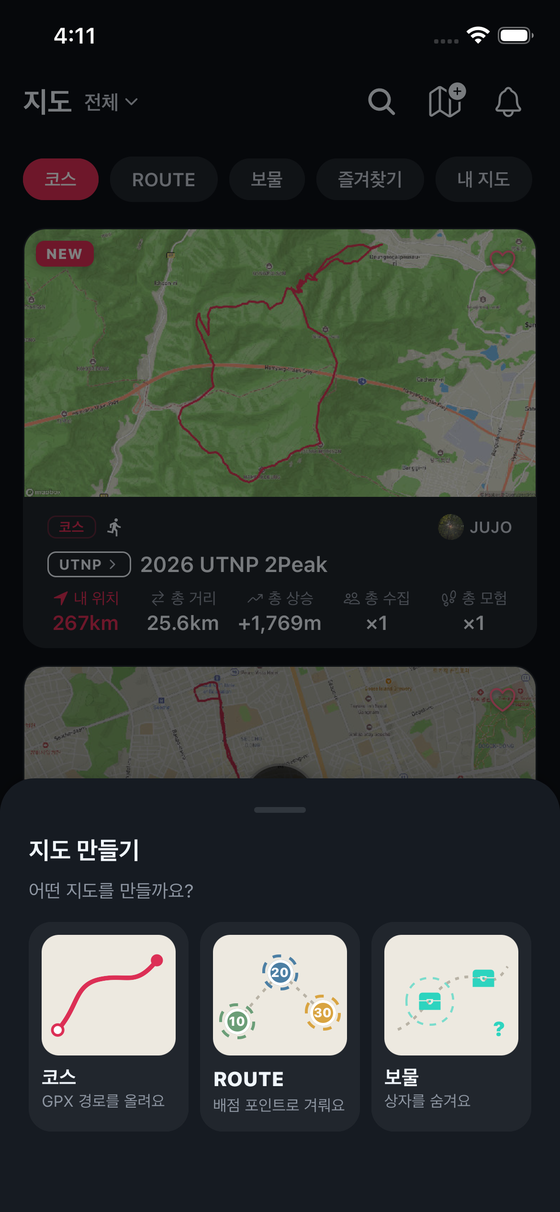 4:11
지도 전체
코스 ROUTE 보물 즐겨찾기 내 지도
NEW
코스 JUJO
UTNP > 2026 UTNP 2Peak
내 위치 총 거리 총 상승 총 수집 총 모험
267km 25.6km +1,769m ×1 ×1
지도 만들기
어떤 지도를 만들까요?
20
10 30
?
코스 ROUTE 보물
GPX 경로를 올려요 배점 포인트로 겨뤄요 상자를 숨겨요